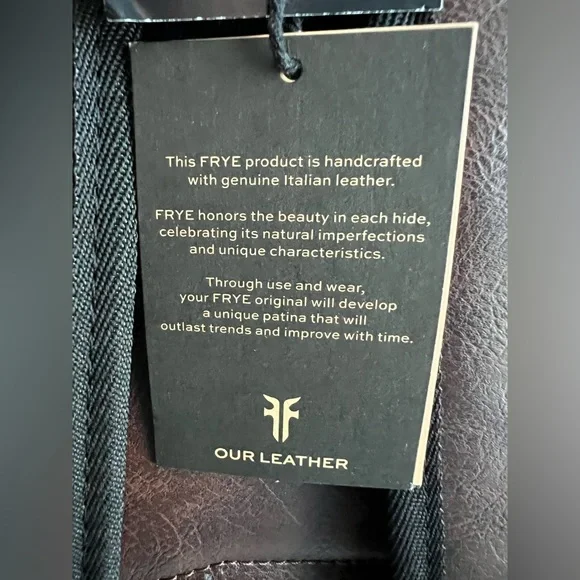 This FRYE product is handcrafted
with genuine Italian leather.
FRYE honors the beauty in each hide,
celebrating its natural imperfections
and unique characteristics.
Through use and wear,
your FRYE original will develop
a unique patina that will
outlast trends and improve with time.
OUR LEATHER